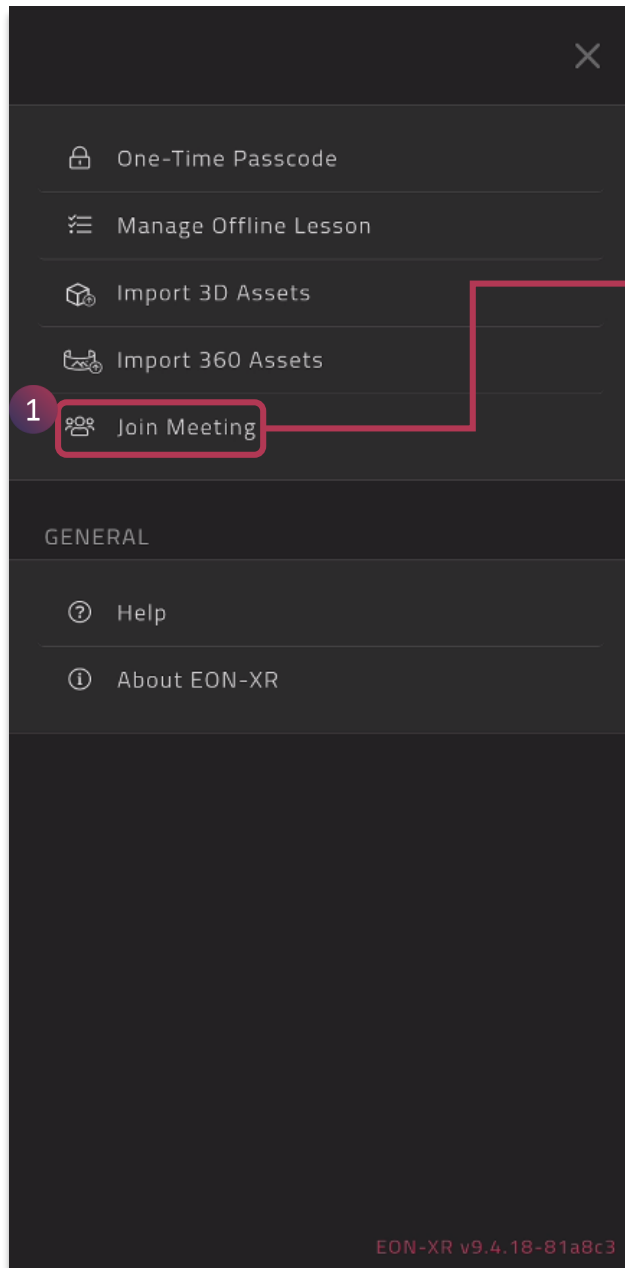 One-Time Passcode
Manage Offline Lesson
Import 3D Assets
Import 360 Assets
1
Join Meeting
GENERAL
Help
About EON-XR
EON-XR v9.4.18-81a8c3